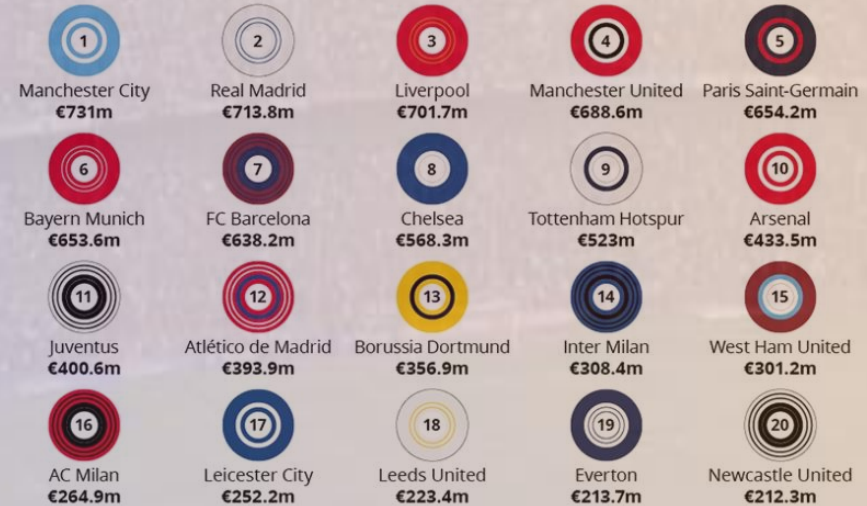 1 2 3 4 5
Manchester City Real Madrid Liverpool Manchester United Paris Saint-Germain
€731m €713.8m €701.7m €688.6m €654.2m
6 7 8 9 10
Bayern Munich FC Barcelona Chelsea Tottenham Hotspur Arsenal
€653.6m €638.2m €568.3m €523m €433.5m
11 12 13 14 15
Juventus Atlético de Madrid Borussia Dortmund Inter Milan West Ham United
€400.6m €393.9m €356.9m €308.4m €301.2m
16 17 18 19 20
AC Milan Leicester City Leeds United Everton Newcastle United
€264.9m €252.2m €223.4m €213.7m €212.3m